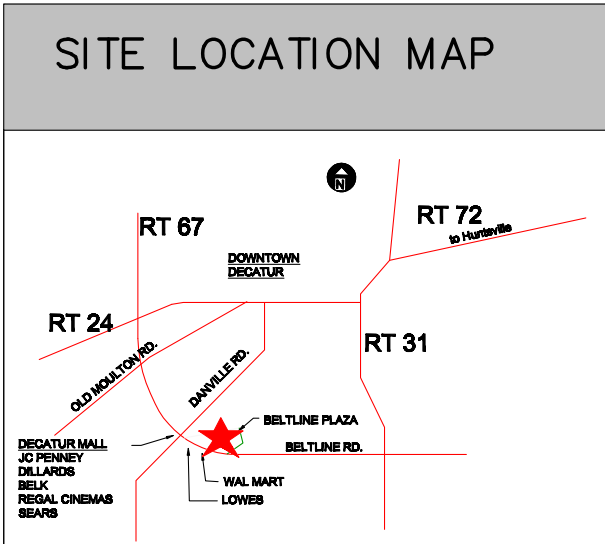 SITE LOCATION MAP
N
RT 67
RT 72
to Huntsville
DOWNTOWN
DECATUR
RT 24
RT 31
OLD MOULTON RD.
DANVILLE RD.
BELTLINE PLAZA
DECATUR MALL
JC PENNEY
DILLARDS
BELK
REGAL CINEMAS
SEARS
BELTLINE RD.
WAL MART
LOWES